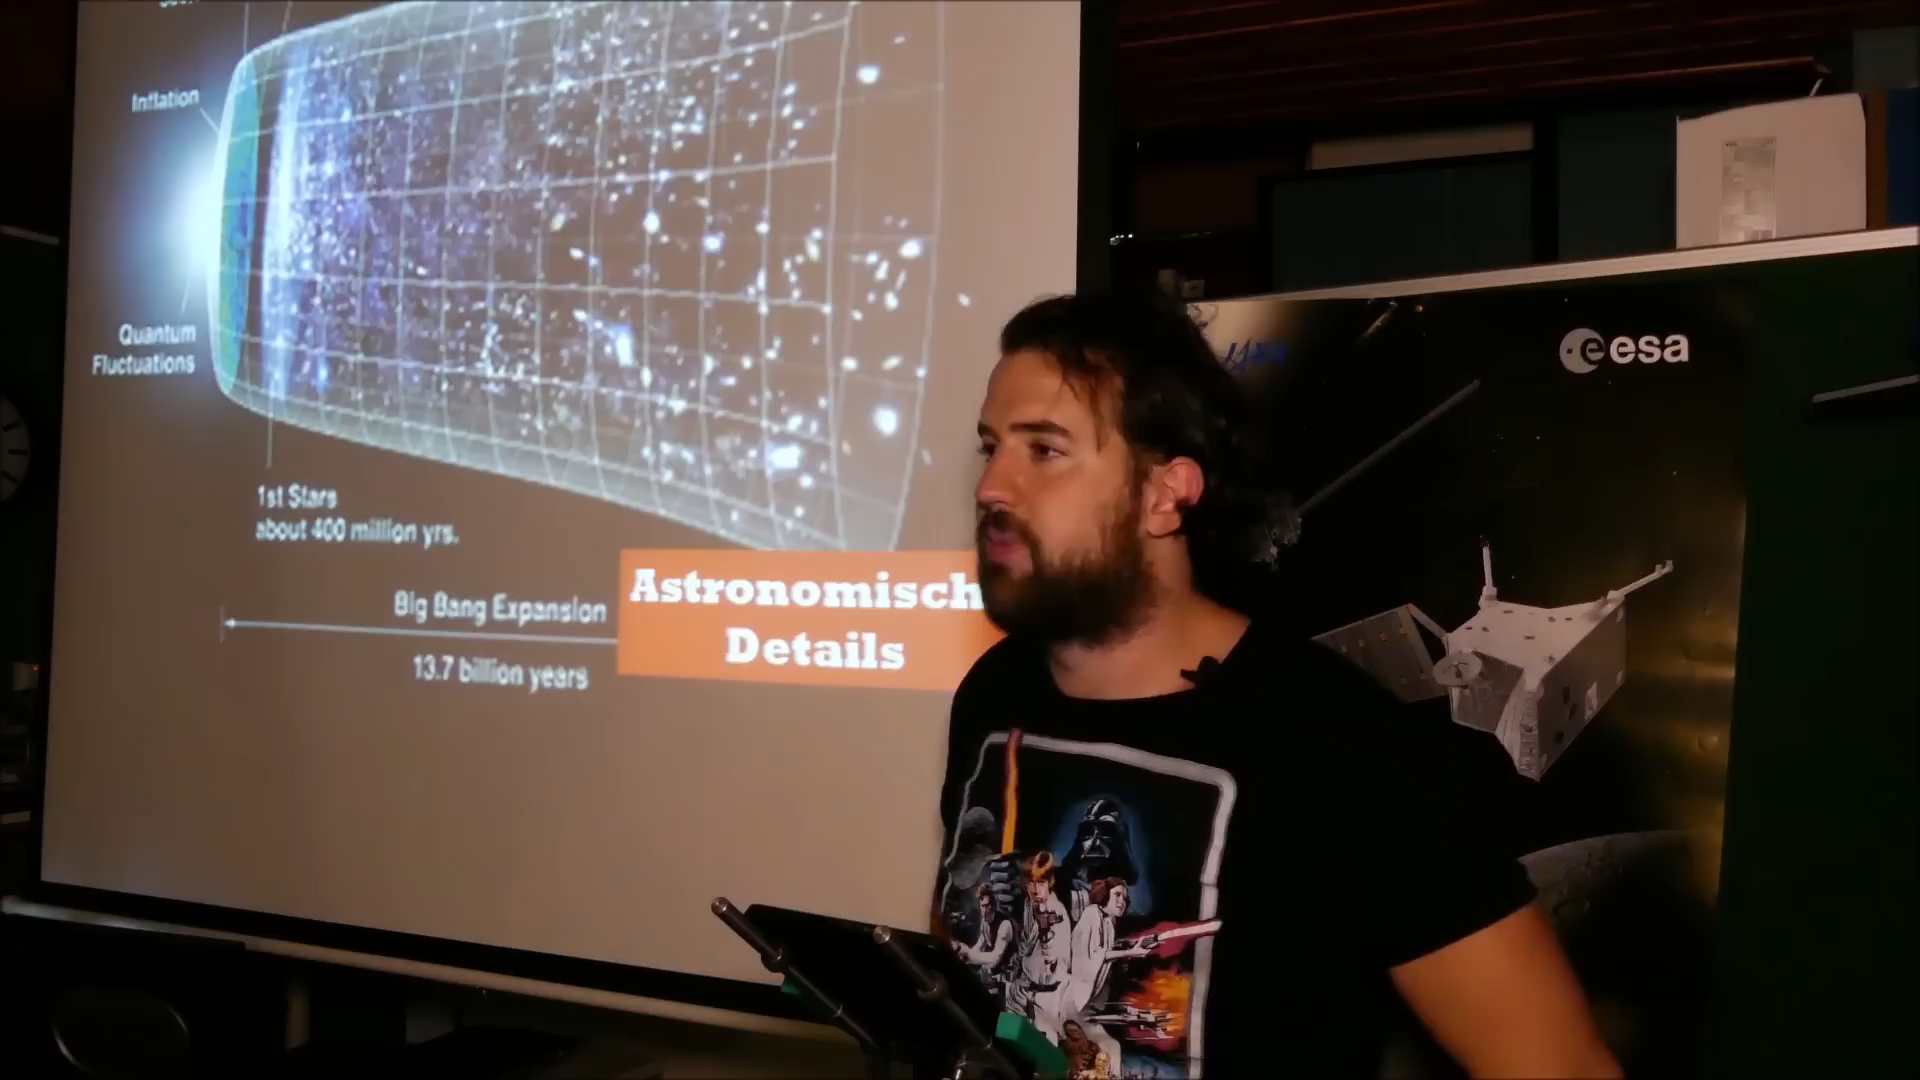 Inflation
Quantum
Fluctuations
1st Stars
about 400 million yrs.
Big Bang Expansion
13.7 billion years
Astronomisch
Details
JAXA
esa